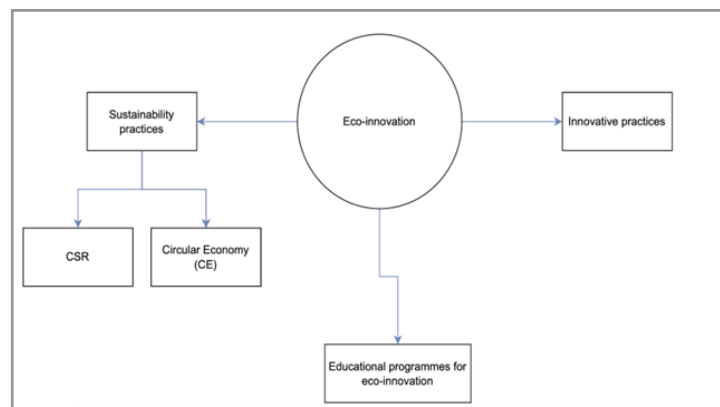 Sustainability
practices
Eco-innovation
Innovative practices
CSR
Circular Economy
(CE)
Educational programmes for
eco-innovation